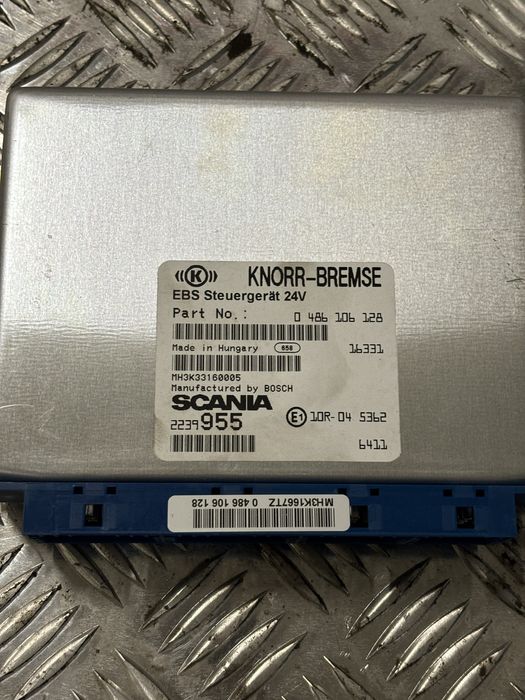 ((K)) KNORR-BREMSE
EBS Steuergerät 24V
Part No.: 0 486 106 128
Made in Hungary 658 16331
MH3K33160005
Manufactured by BOSCH
SCANIA
2239955 E1 10R-04 5362
6411
MH3K1667TZ 0 486 106 128